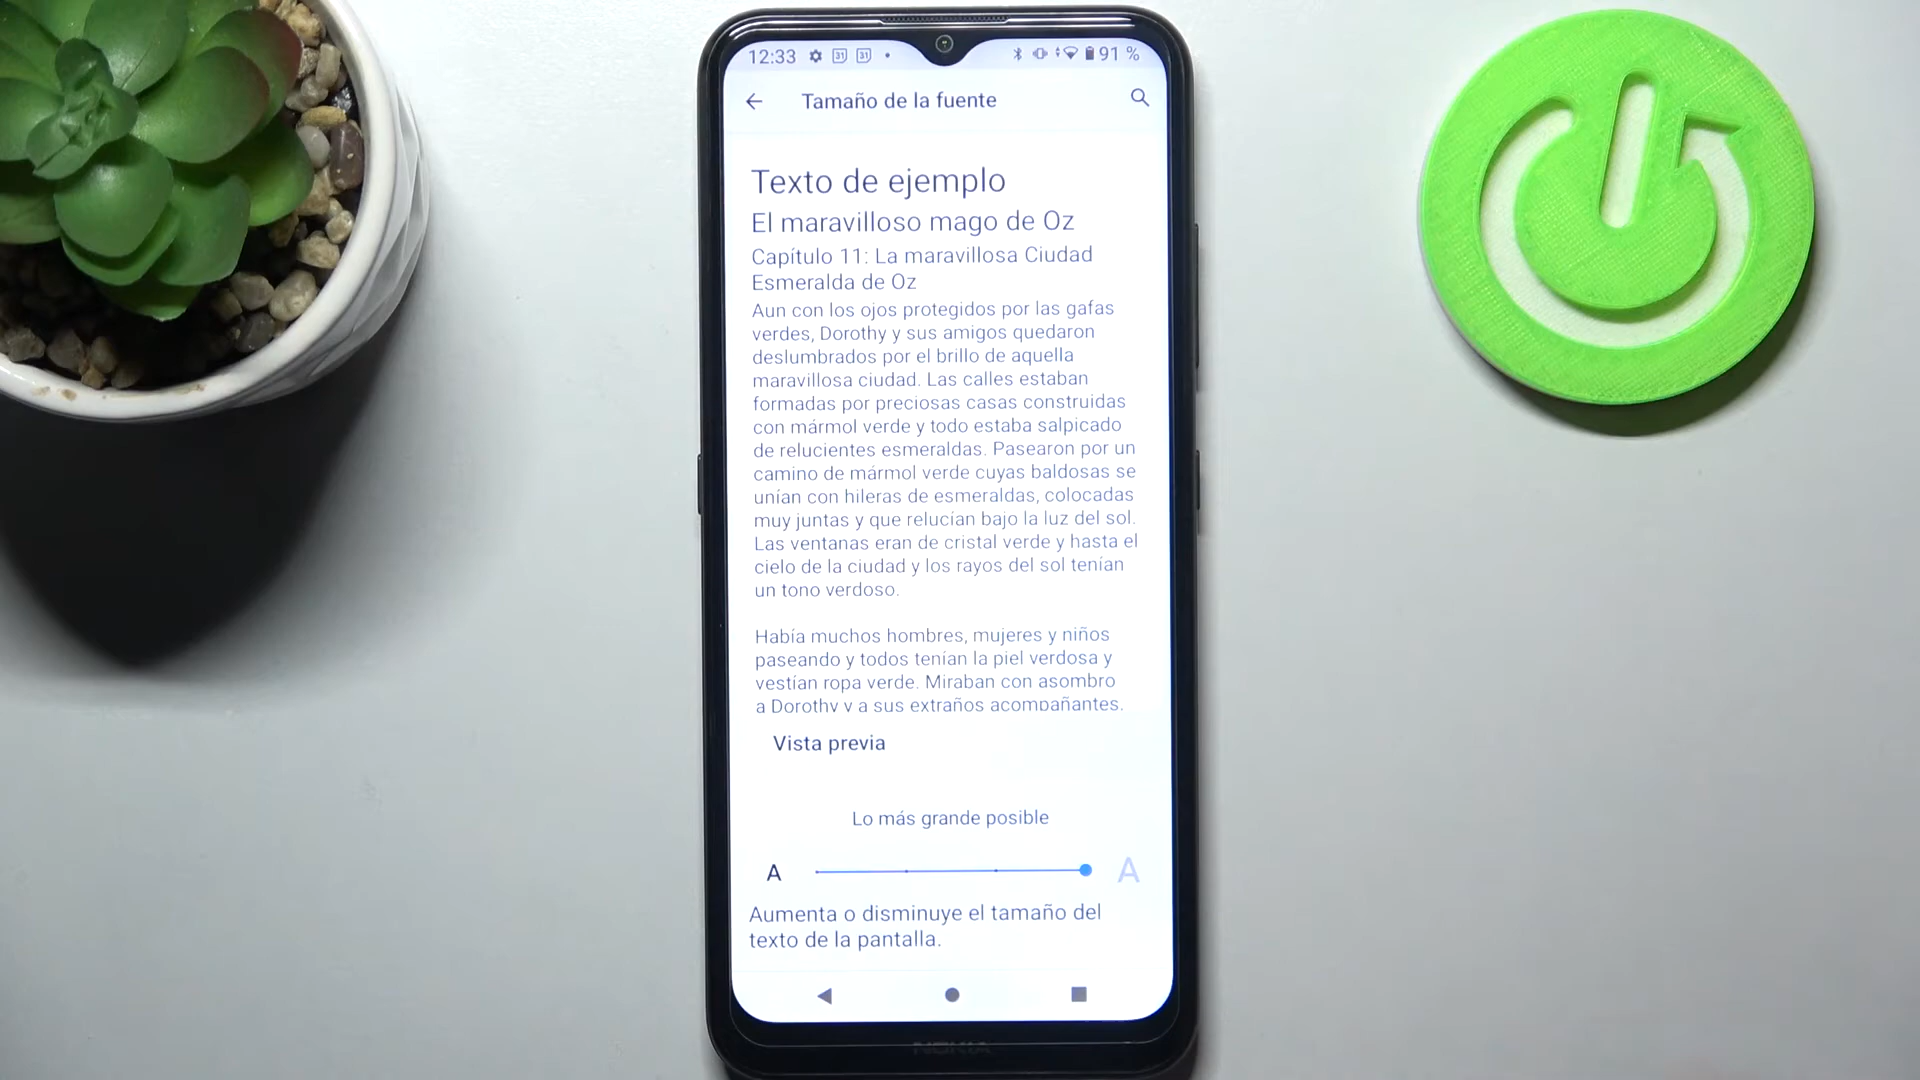 12:33 31 31 91 %
Tamaño de la fuente
Texto de ejemplo
El maravilloso mago de Oz
Capítulo 11: La maravillosa Ciudad
Esmeralda de Oz
Aun con los ojos protegidos por las gafas
verdes, Dorothy y sus amigos quedaron
deslumbrados por el brillo de aquella
maravillosa ciudad. Las calles estaban
formadas por preciosas casas construidas
con mármol verde y todo estaba salpicado
de relucientes esmeraldas. Pasearon por un
camino de mármol verde cuyas baldosas se
unían con hileras de esmeraldas, colocadas
muy juntas y que relucían bajo la luz del sol.
Las ventanas eran de cristal verde y hasta el
cielo de la ciudad y los rayos del sol tenían
un tono verdoso.
Había muchos hombres, mujeres y niños
paseando y todos tenían la piel verdosa y
vestían ropa verde. Miraban con asombro
a Dorothy y a sus extraños acompañantes.
Vista previa
Lo más grande posible
A A
Aumenta o disminuye el tamaño del
texto de la pantalla.
NOKIA